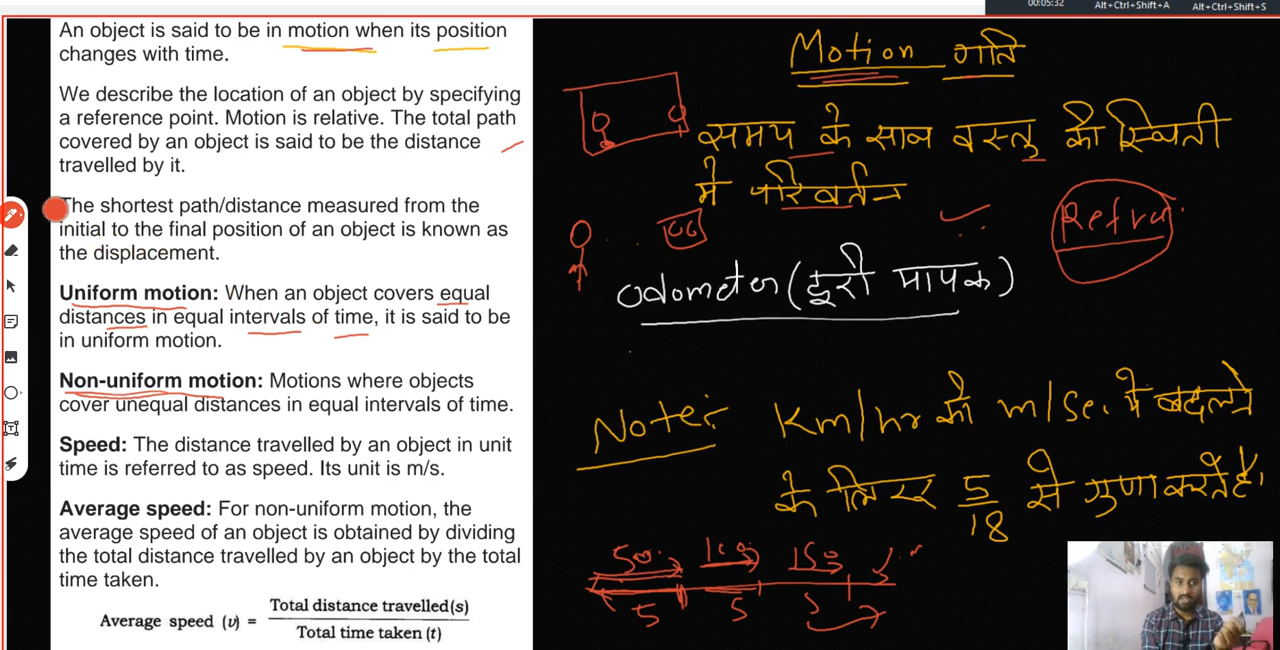 00:05:32 Alt+Ctrl+Shift+A Alt+Ctrl+Shift+S
An object is said to be in motion when its position
changes with time.
We describe the location of an object by specifying
a reference point. Motion is relative. The total path
covered by an object is said to be the distance
travelled by it.
The shortest path/distance measured from the
initial to the final position of an object is known as
the displacement.
Uniform motion: When an object covers equal
distances in equal intervals of time, it is said to be
in uniform motion.
Non-uniform motion: Motions where objects
cover unequal distances in equal intervals of time.
Speed: The distance travelled by an object in unit
time is referred to as speed. Its unit is m/s.
Average speed: For non-uniform motion, the
average speed of an object is obtained by dividing
the total distance travelled by an object by the total
time taken.
Average speed (v) = Total distance travelled(s)
Total time taken (t)
Motion गति
समय के साथ वस्तु की स्थिती
मे परिवर्तन
odometer (दूरी मापक)
Note: Km/hr को m/Sec. मे बदलने
के लिए 5/18 से गुणा करते है।
50 100 150
5 5